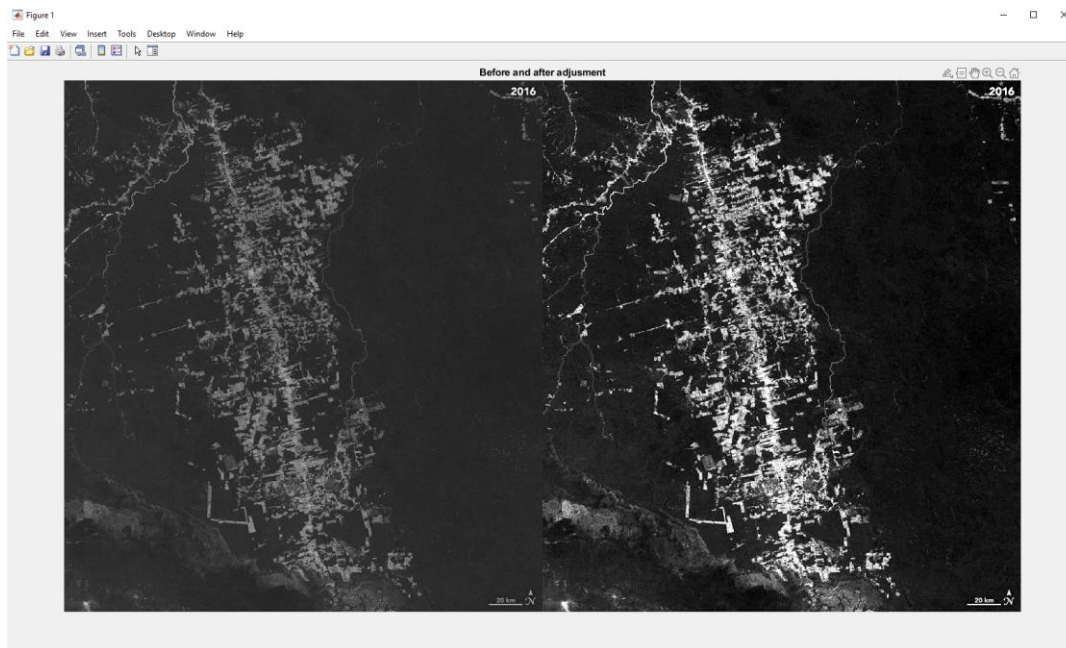 Figure 1
File Edit View Insert Tools Desktop Window Help
Before and after adjusment
2016
2016
20 km
N
20 km
N